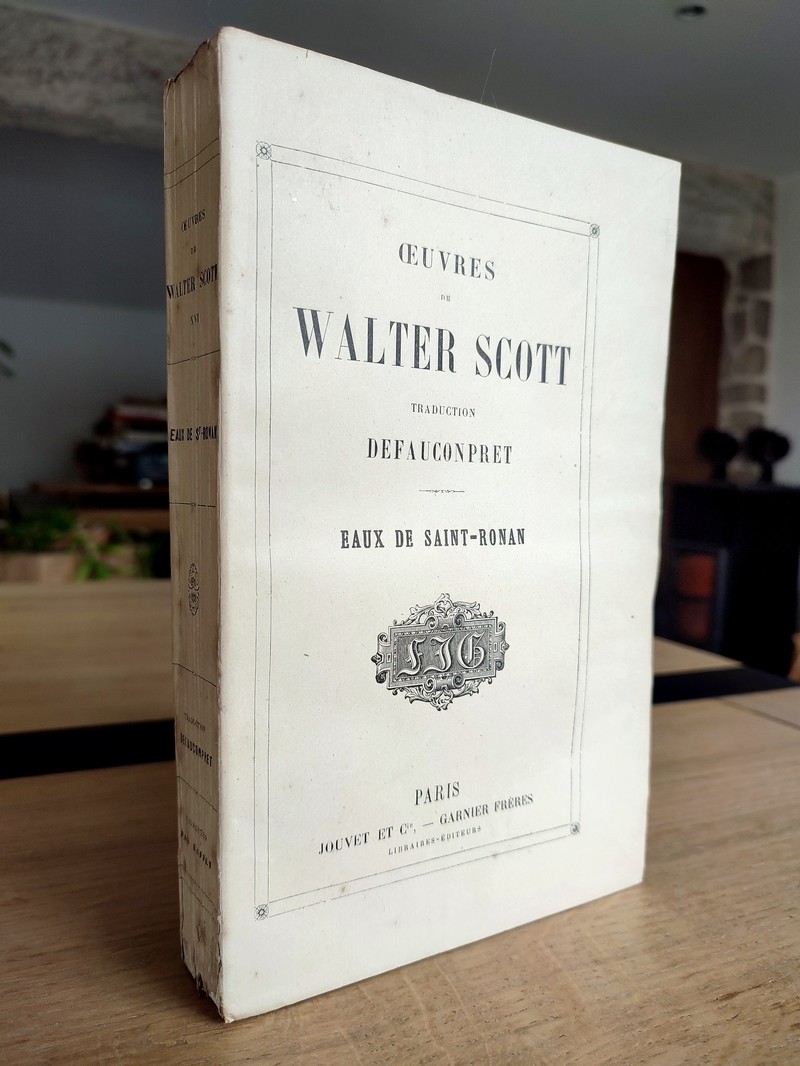 ŒUVRES
DE
WALTER SCOTT
XVI
EAUX DE St-RONAN
TRADUCTION
DEFAUCONPRET
ŒUVRES
DE
WALTER SCOTT
TRADUCTION
DEFAUCONPRET
EAUX DE SAINT-RONAN
PARIS
JOUVET ET Cie, — GARNIER FRÈRES
LIBRAIRES-ÉDITEURS